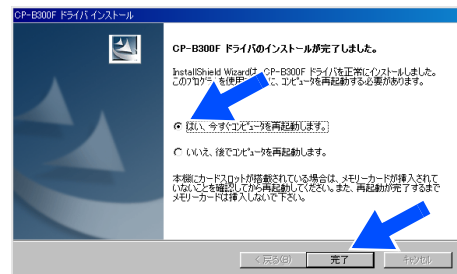 CP-B300F ドライバ インストール
CP-B300F ドライバのインストールが完了しました。
InstallShield Wizardは、CP-B300F ドライバを正常にインストールしました。
このプログラムを使用 に、コンピュータを再起動する必要があります。
はい、今すぐコンピュータを再起動します。
いいえ、後でコンピュータを再起動します。
本機にカードスロットが搭載されている場合は、メモリーカードが挿入されて
いないことを確認してから再起動してください。また、再起動が完了するまで
メモリーカードは挿入しないで下さい。
< 戻る(B)
完了
キャンセル